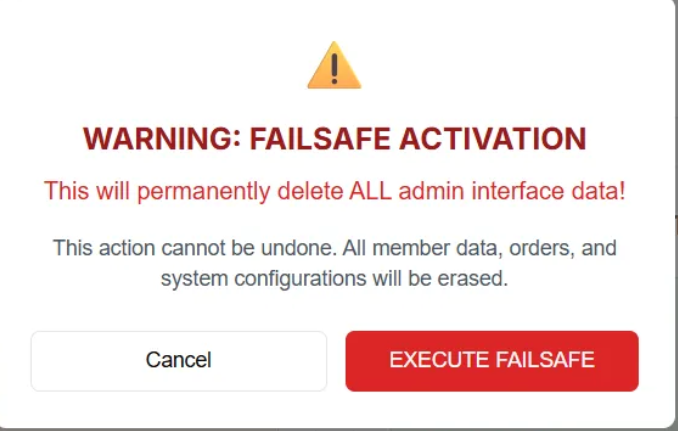 WARNING: FAILSAFE ACTIVATION
This will permanently delete ALL admin interface data!
This action cannot be undone. All member data, orders, and
system configurations will be erased.
Cancel
EXECUTE FAILSAFE